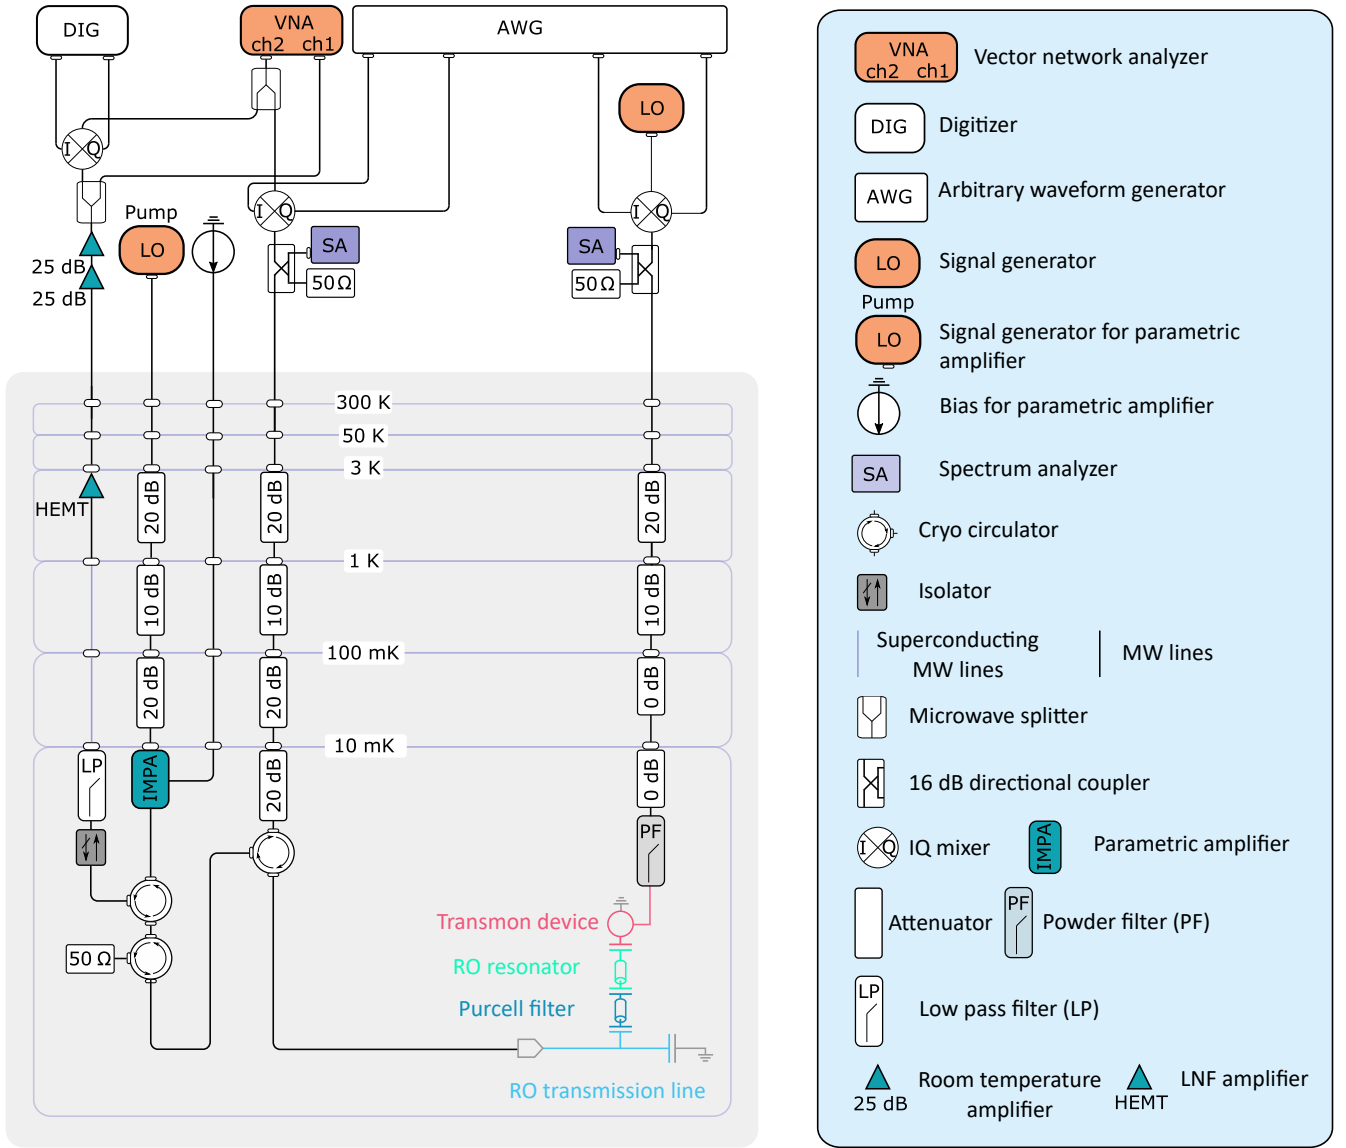 DIG
VNA
ch2 ch1
AWG
LO
I Q
Pump
LO
I Q
I Q
SA
50 Ω
SA
50 Ω
25 dB
25 dB
300 K
50 K
3 K
HEMT
20 dB
20 dB
20 dB
1 K
10 dB
10 dB
10 dB
100 mK
20 dB
20 dB
0 dB
10 mK
LP
IMPA
20 dB
0 dB
PF
50 Ω
Transmon device
RO resonator
Purcell filter
RO transmission line
VNA
ch2 ch1
Vector network analyzer
DIG
Digitizer
AWG
Arbitrary waveform generator
LO
Signal generator
Pump
LO
Signal generator for parametric
amplifier
Bias for parametric amplifier
SA
Spectrum analyzer
Cryo circulator
Isolator
Superconducting
MW lines
MW lines
Microwave splitter
16 dB directional coupler
I Q
IQ mixer
IMPA
Parametric amplifier
Attenuator
PF
Powder filter (PF)
LP
Low pass filter (LP)
25 dB
Room temperature
amplifier
HEMT
LNF amplifier